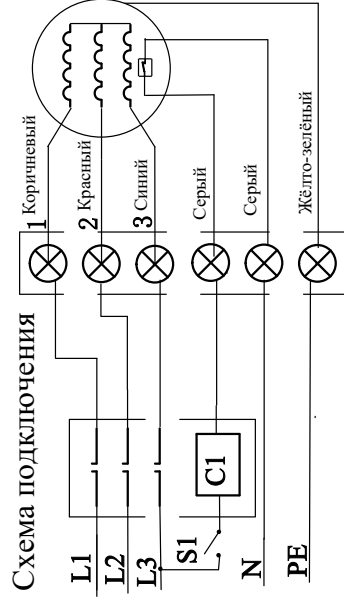 Схема подключения
L1
L2
L3
S1
C1
N
PE
1 Коричневый
2 Красный
3 Синий
Серый
Серый
Жёлто-зелёный